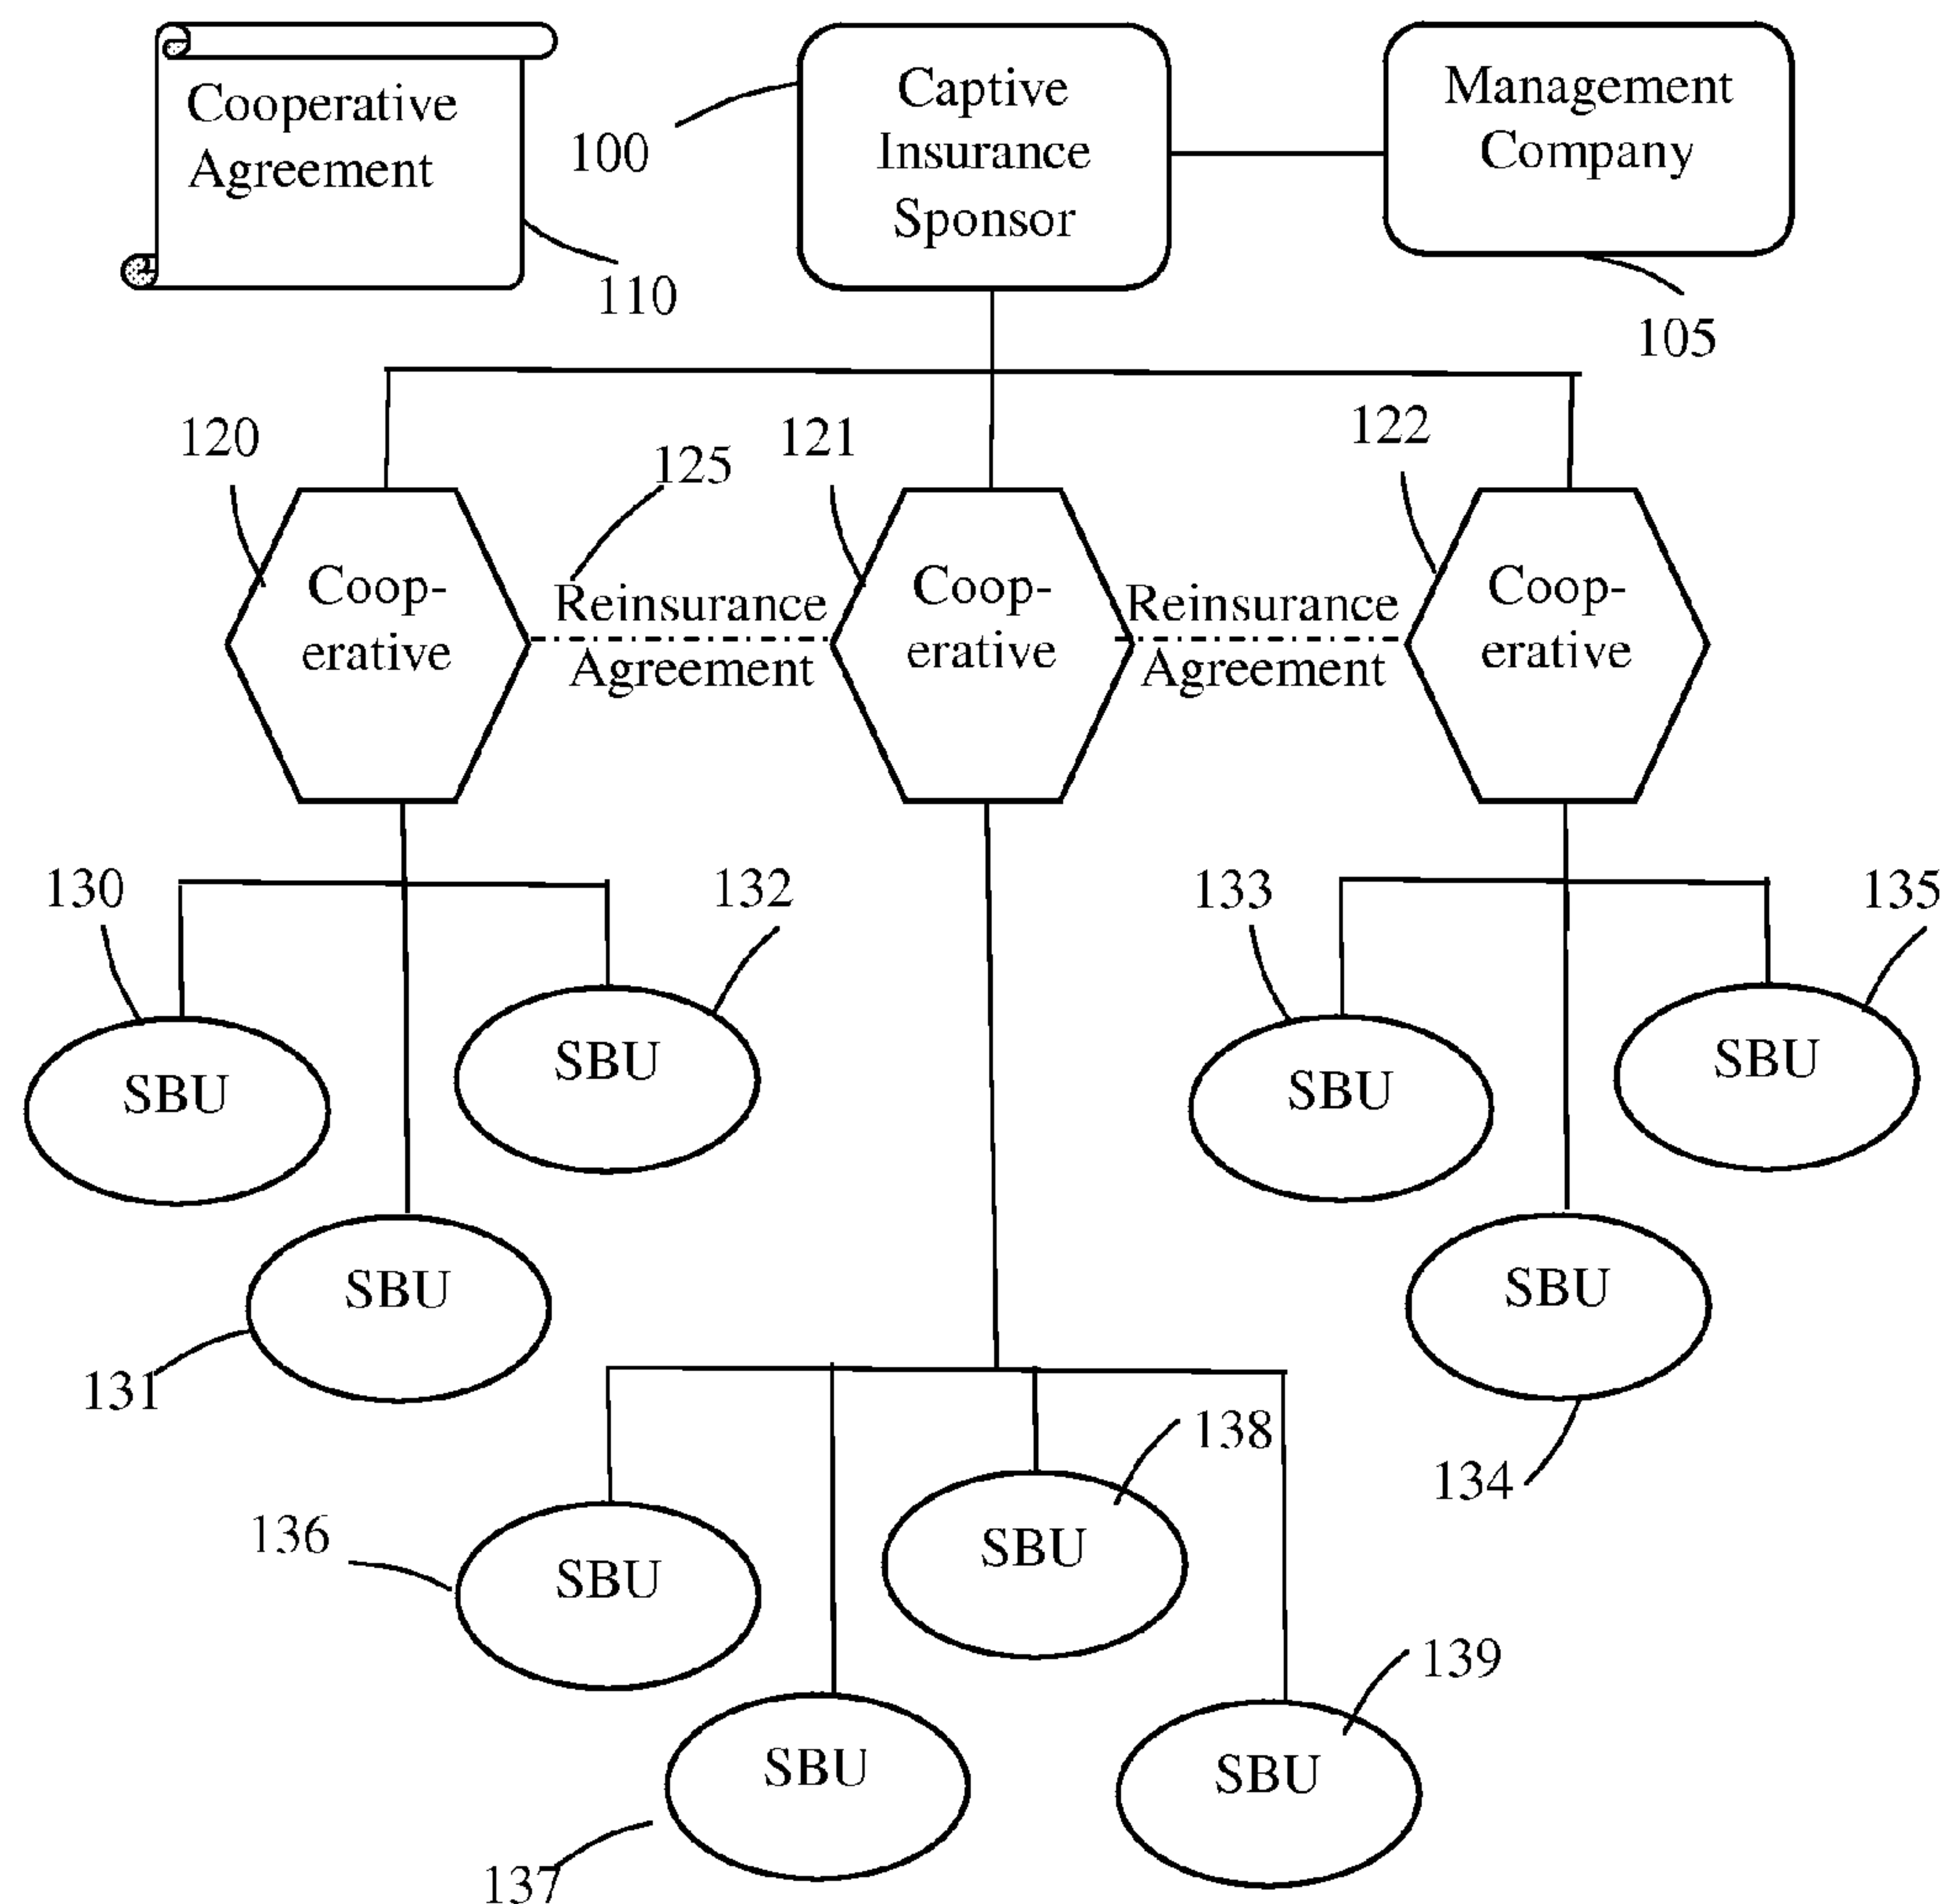 Cooperative
Agreement
110
100
Captive
Insurance
Sponsor
Management
Company
105
120
125
121
122
Coop-
erative
Reinsurance
Agreement
Coop-
erative
Reinsurance
Agreement
Coop-
erative
130
132
133
135
SBU
SBU
SBU
SBU
SBU
131
SBU
134
136
138
SBU
SBU
139
SBU
137
SBU